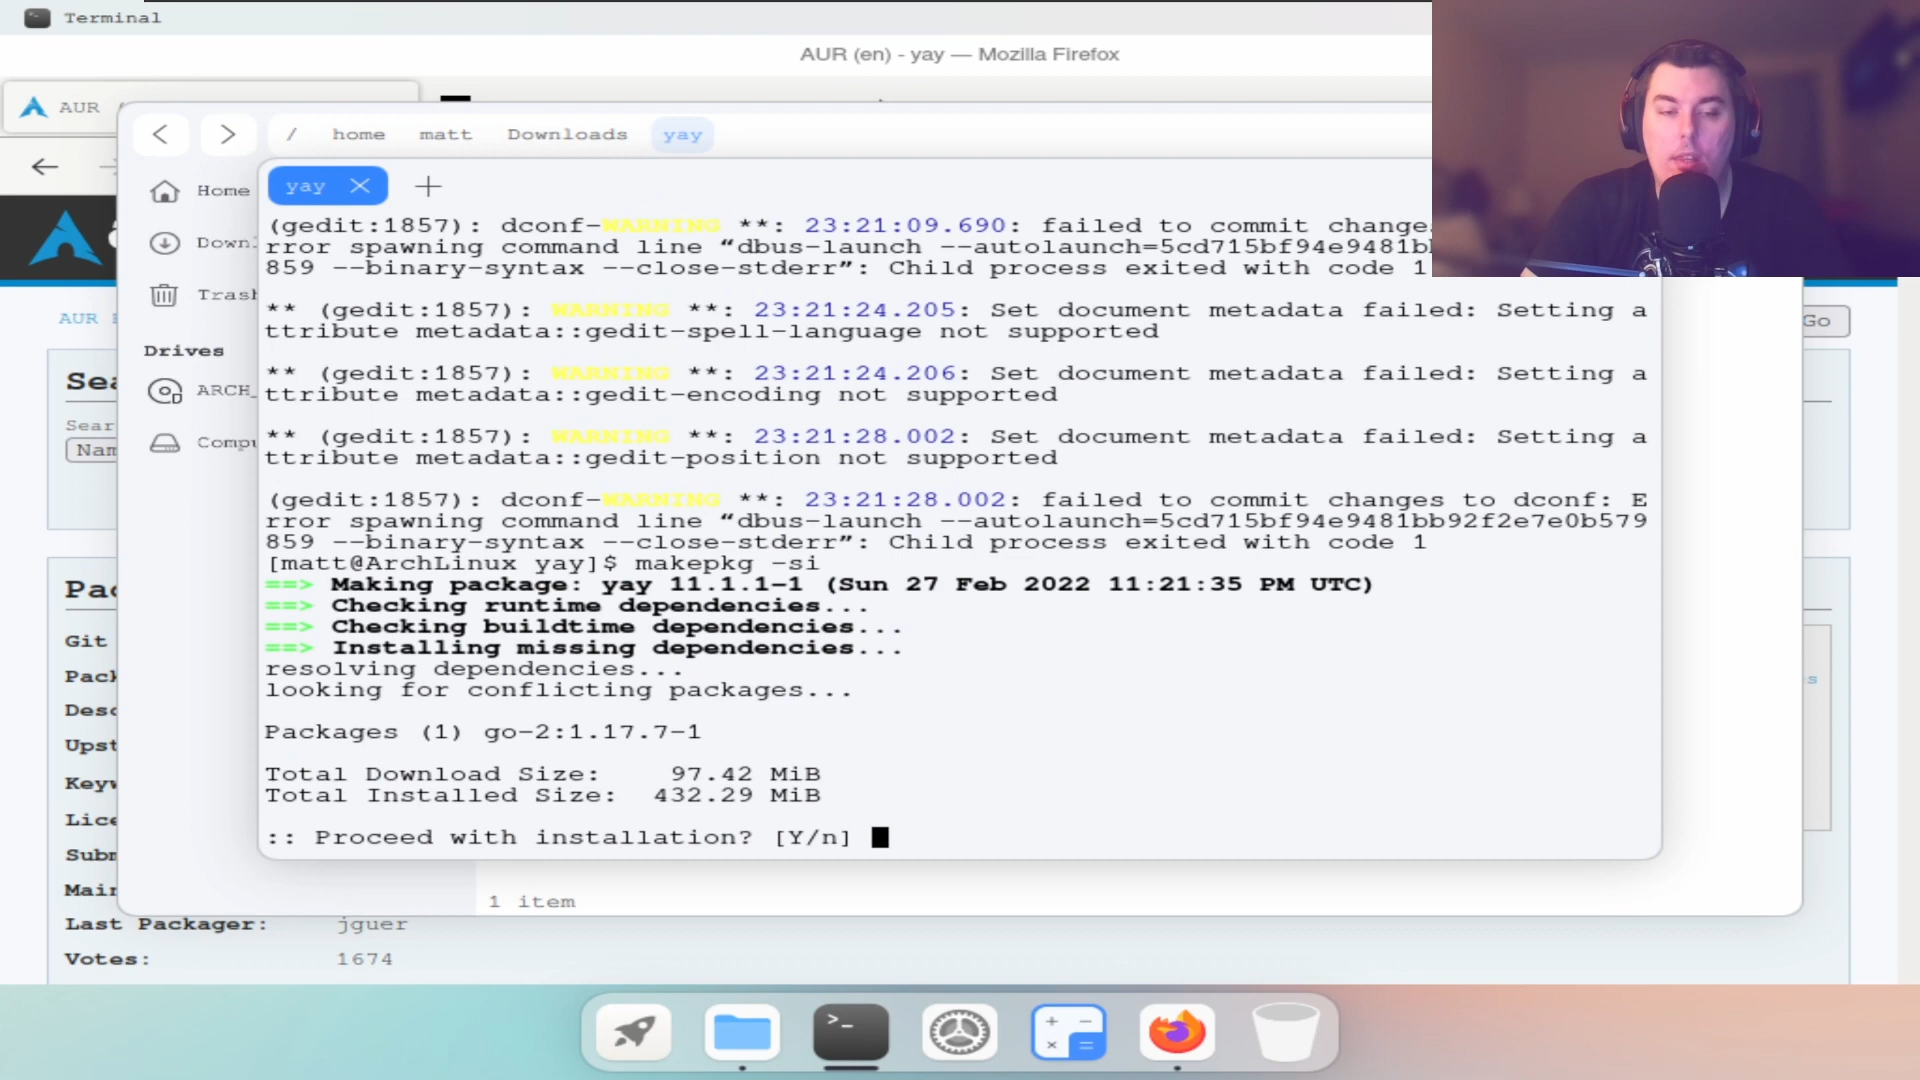 Terminal
AUR (en) - yay — Mozilla Firefox
AUR
/ home matt Downloads yay
yay
Home
Trash
Drives
ARCH_
(gedit:1857): dconf-WARNING **: 23:21:09.690: failed to commit change
rror spawning command line “dbus-launch --autolaunch=5cd715bf94e9481b
859 --binary-syntax --close-stderr”: Child process exited with code 1
** (gedit:1857): WARNING **: 23:21:24.205: Set document metadata failed: Setting a
ttribute metadata::gedit-spell-language not supported
** (gedit:1857): WARNING **: 23:21:24.206: Set document metadata failed: Setting a
ttribute metadata::gedit-encoding not supported
** (gedit:1857): WARNING **: 23:21:28.002: Set document metadata failed: Setting a
ttribute metadata::gedit-position not supported
(gedit:1857): dconf-WARNING **: 23:21:28.002: failed to commit changes to dconf: E
rror spawning command line “dbus-launch --autolaunch=5cd715bf94e9481bb92f2e7e0b579
859 --binary-syntax --close-stderr”: Child process exited with code 1
[matt@ArchLinux yay]$ makepkg -si
==> Making package: yay 11.1.1-1 (Sun 27 Feb 2022 11:21:35 PM UTC)
==> Checking runtime dependencies...
==> Checking buildtime dependencies...
==> Installing missing dependencies...
resolving dependencies...
looking for conflicting packages...
Packages (1) go-2:1.17.7-1
Total Download Size: 97.42 MiB
Total Installed Size: 432.29 MiB
:: Proceed with installation? [Y/n]
AUR
Go
Git
1 item
Last Packager: jguer
Votes: 1674